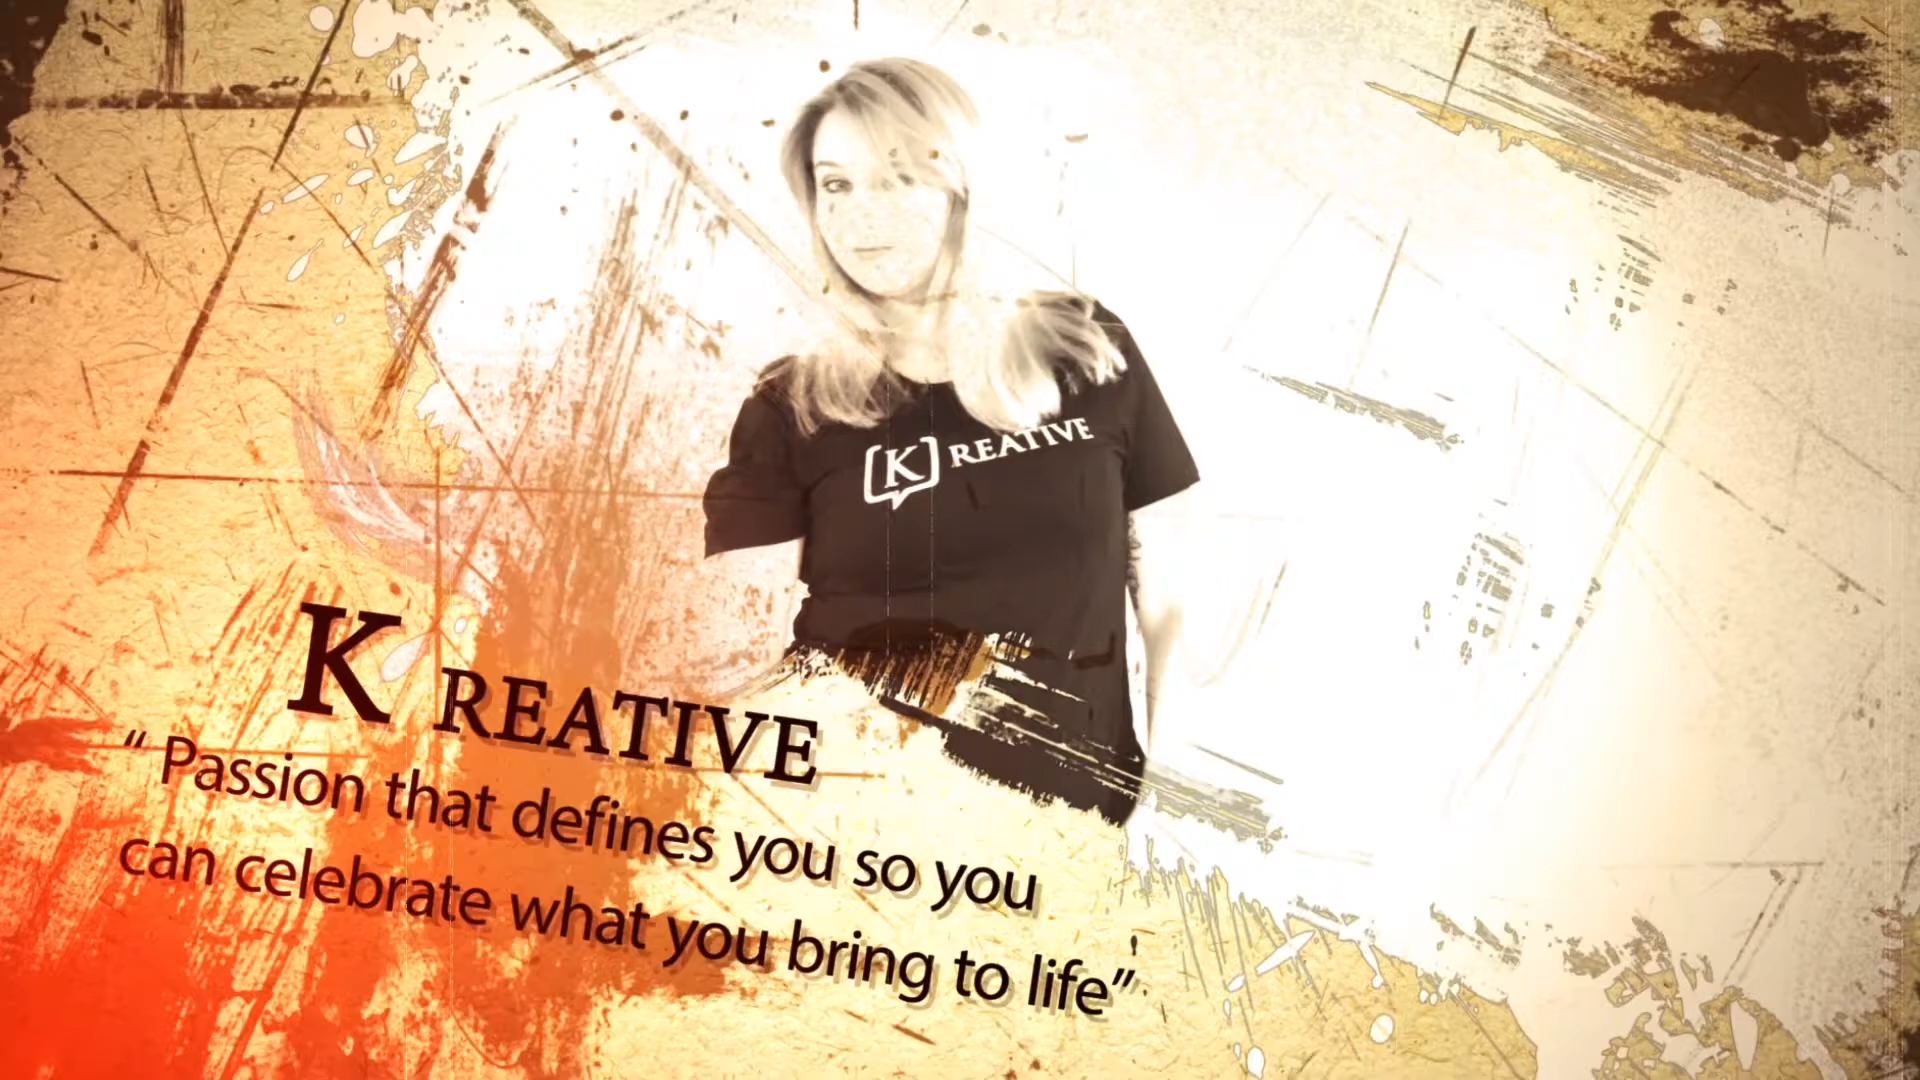 [K] REATIVE
K REATIVE
“ Passion that defines you so you
can celebrate what you bring to life”